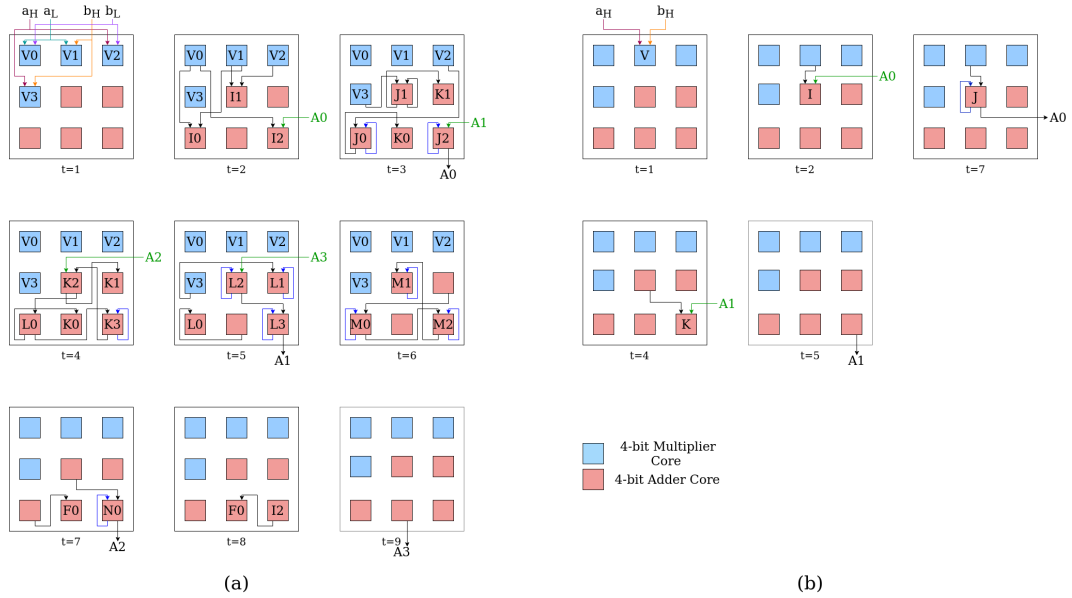 aH aL bH bL
V0 V1 V2
V3
t=1
V0 V1 V2
V3 I1
I0 I2
A0
t=2
V0 V1 V2
V3 J1 K1
J0 K0 J2
A1
A0
t=3
aH bH
V
t=1
A0
I
t=2
J
A0
t=7
V0 V1 V2
A2
V3 K2 K1
L0 K0 K3
t=4
V0 V1 V2
A3
V3 L2 L1
L0 L3
A1
t=5
V0 V1 V2
V3 M1
M0 M2
t=6
A1
K
t=4
A1
t=5
F0 N0
A2
t=7
F0 I2
t=8
t=9
A3
4-bit Multiplier
Core
4-bit Adder Core
(a)
(b)